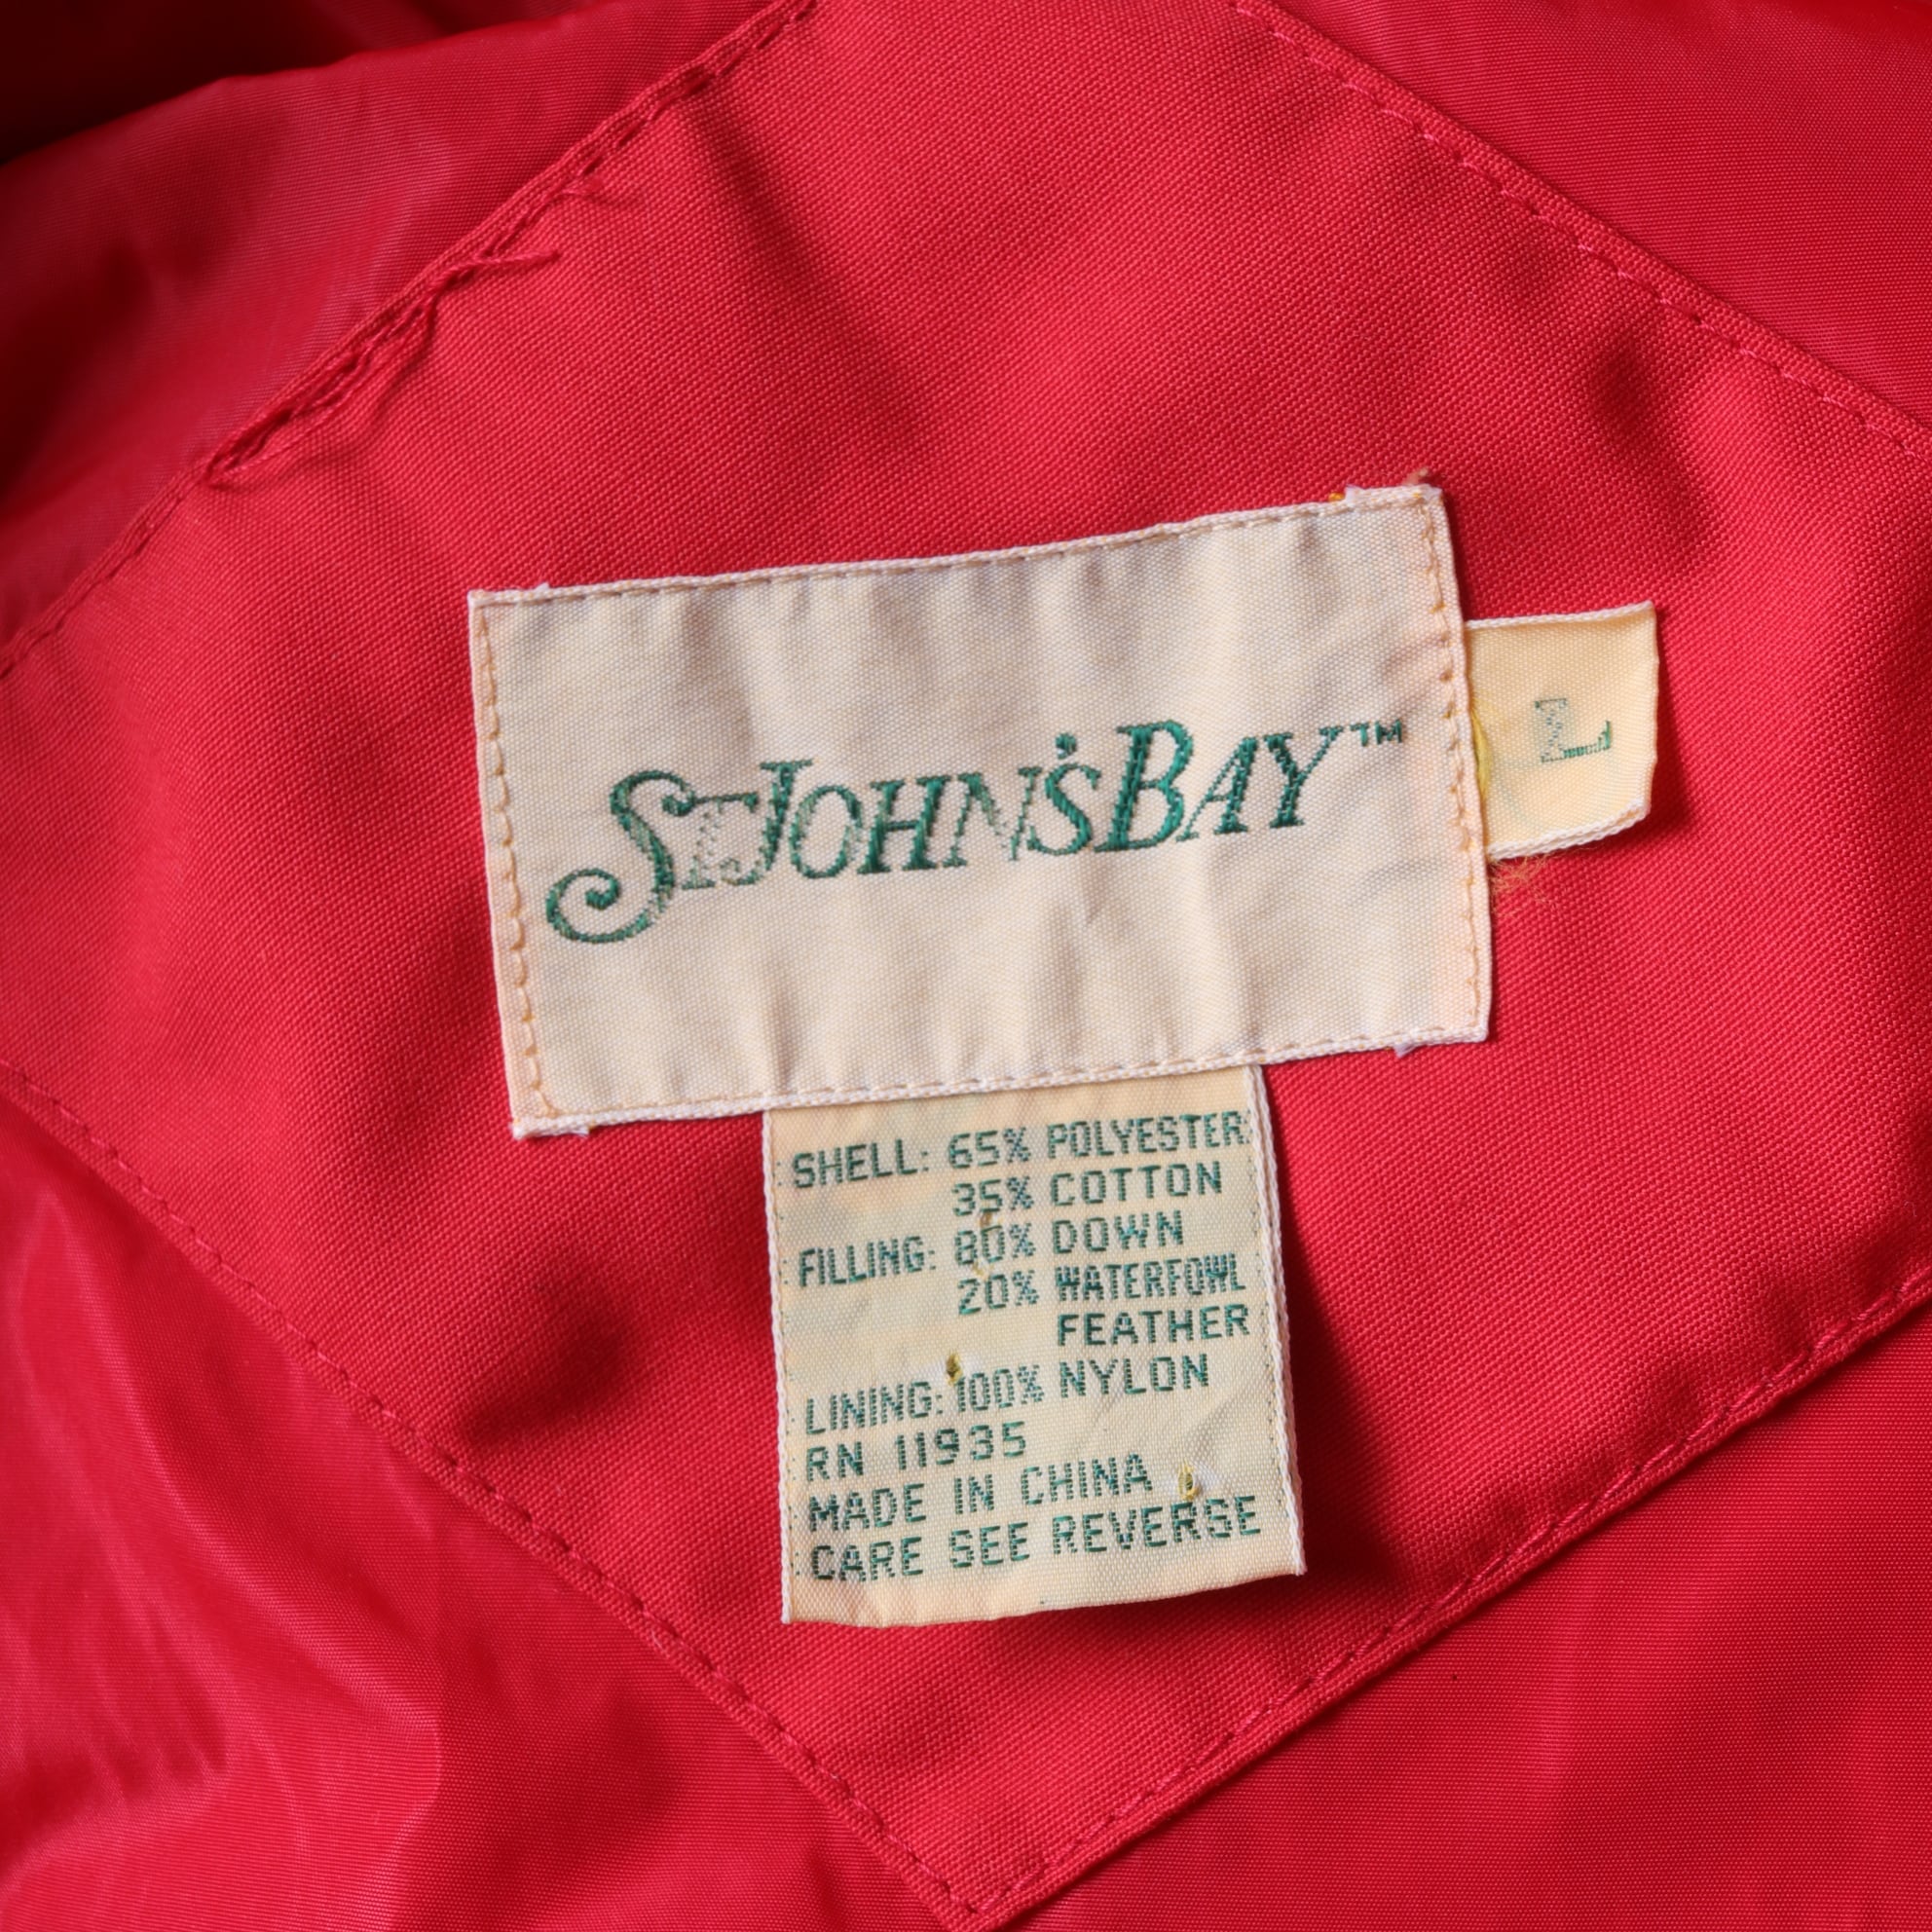 ST JOHN'S BAY™
L
SHELL: 65% POLYESTER
35% COTTON
FILLING: 80% DOWN
20% WATERFOWL
FEATHER
LINING: 100% NYLON
RN 11935
MADE IN CHINA
CARE SEE REVERSE